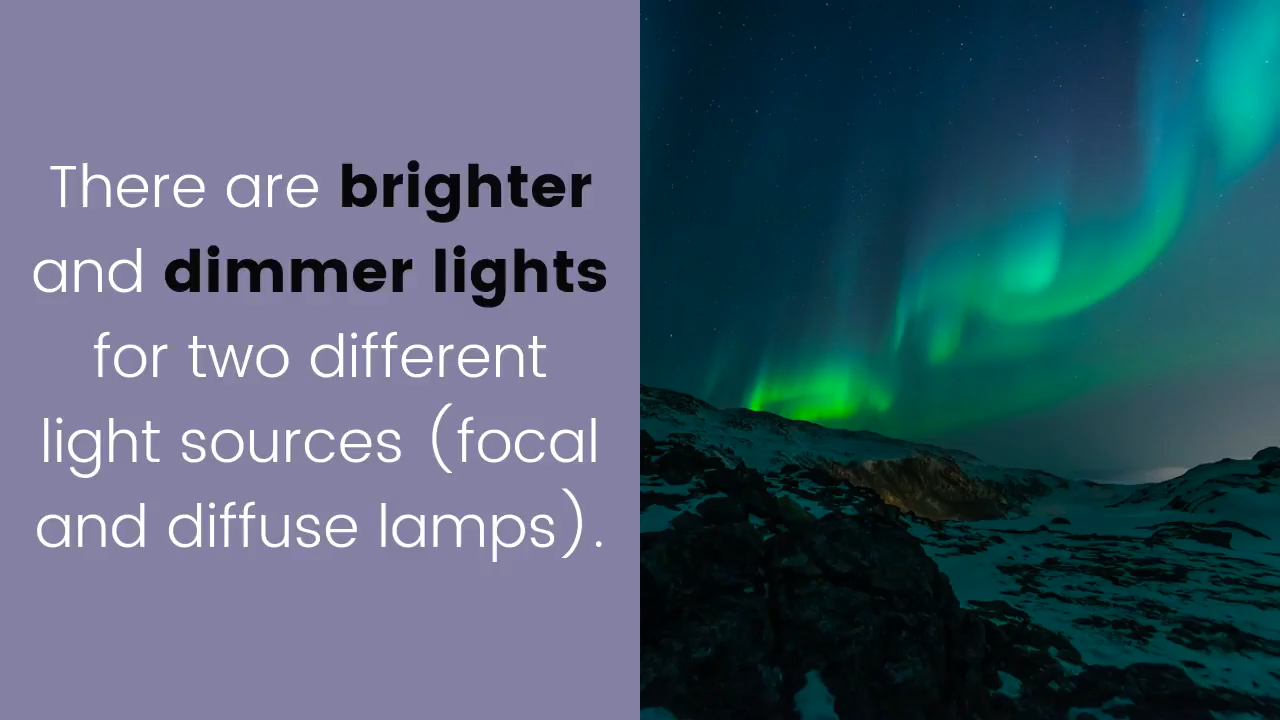 There are brighter
and dimmer lights
for two different
light sources (focal
and diffuse lamps).